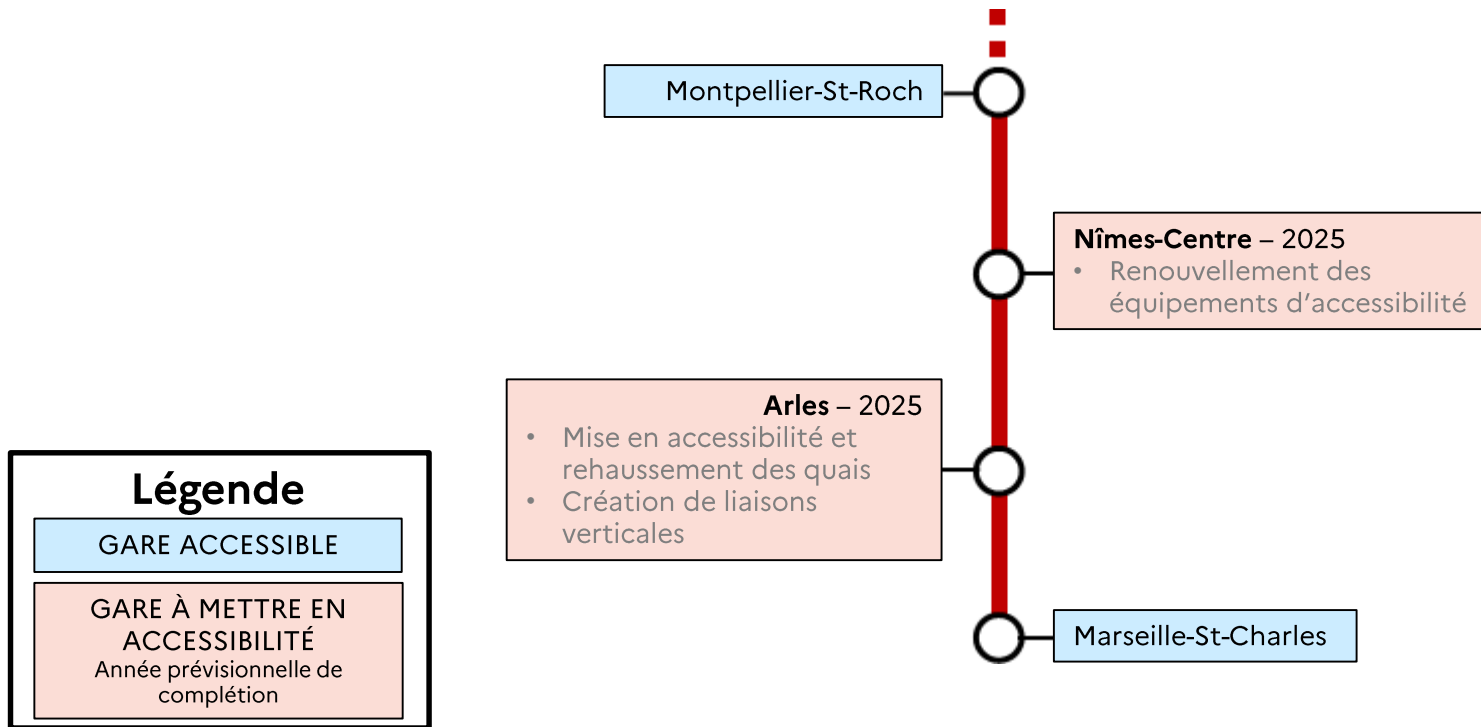 Montpellier-St-Roch
Nîmes-Centre – 2025
• Renouvellement des
équipements d’accessibilité
Arles – 2025
• Mise en accessibilité et
rehaussement des quais
• Création de liaisons
verticales
Marseille-St-Charles
Légende
GARE ACCESSIBLE
GARE À METTRE EN
ACCESSIBILITÉ
Année prévisionnelle de
complétion